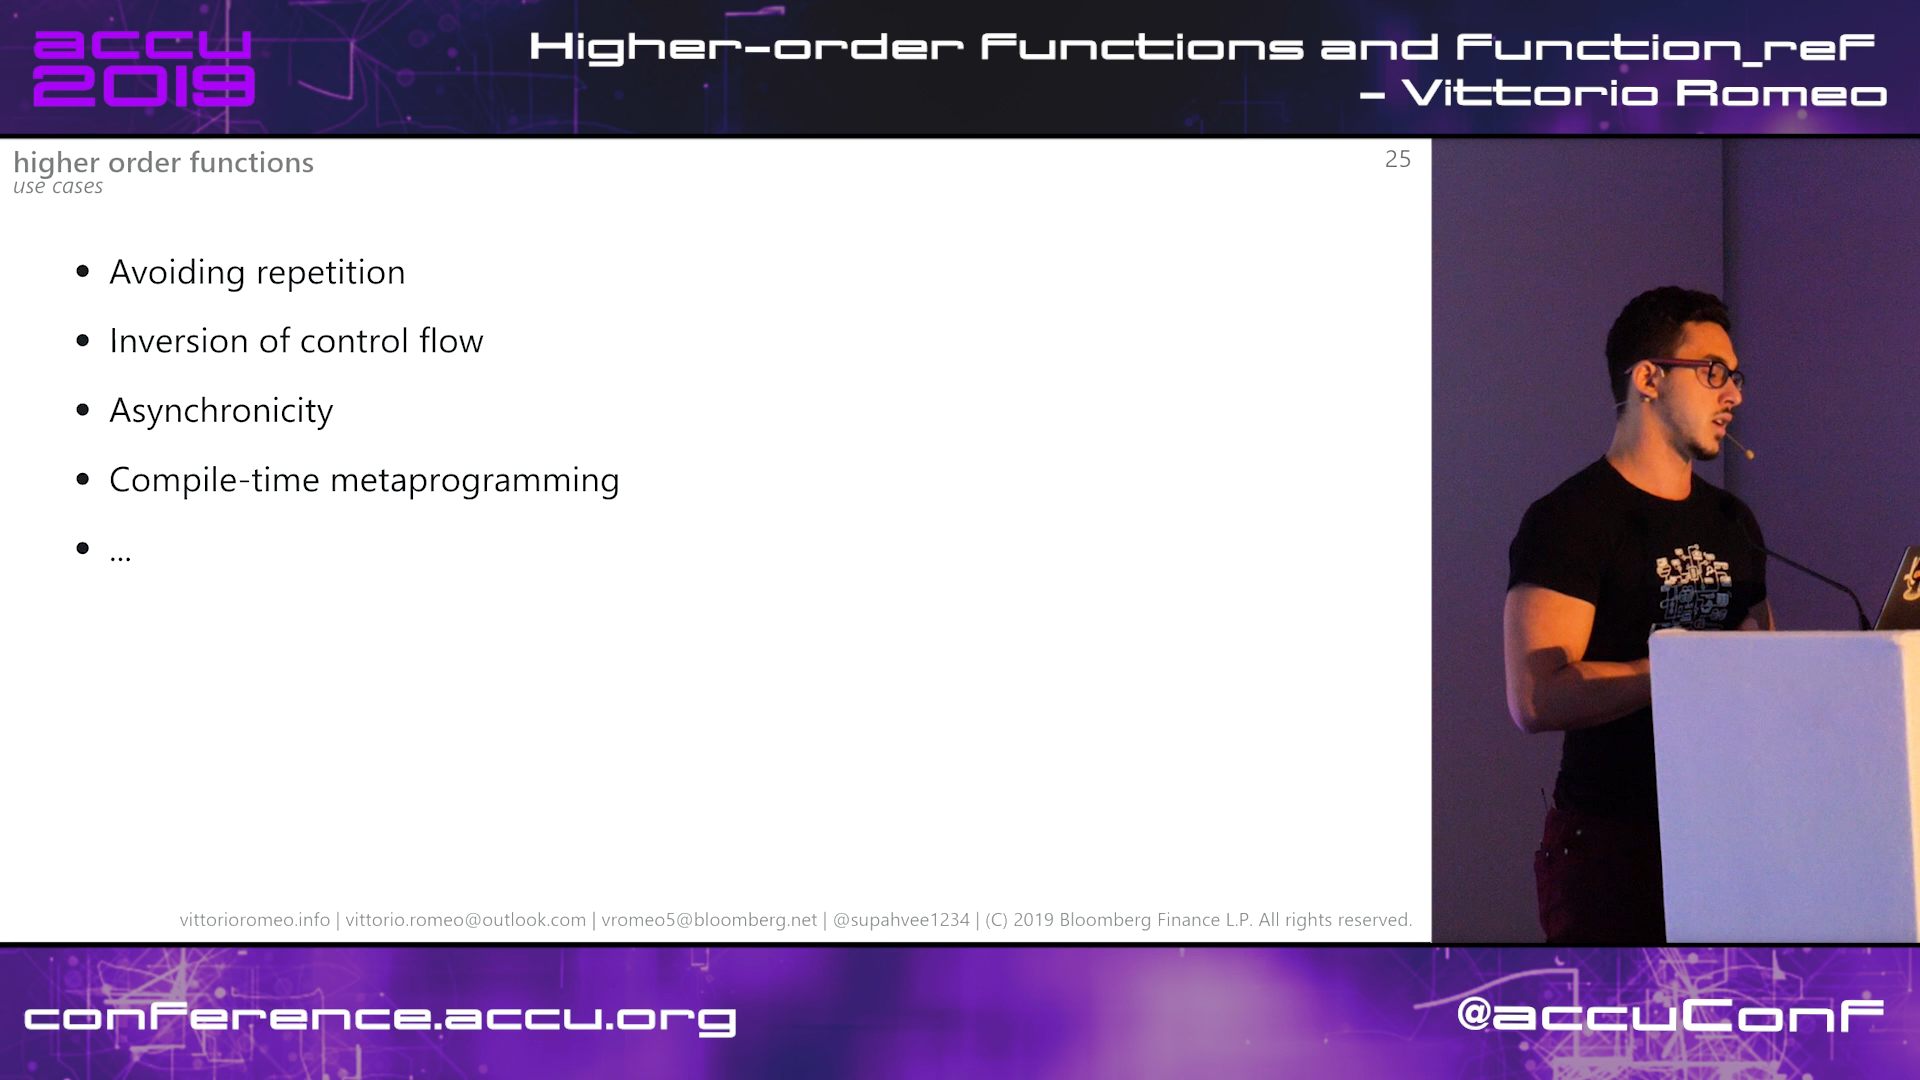 accu
2019
Higher-order Functions and Function_ref
- Vittorio Romeo
higher order functions
use cases
25
• Avoiding repetition
• Inversion of control flow
• Asynchronicity
• Compile-time metaprogramming
• ...
vittorioromeo.info | vittorio.romeo@outlook.com | vromeo5@bloomberg.net | @supahvee1234 | (C) 2019 Bloomberg Finance L.P. All rights reserved.
conference.accu.org
@accuConf